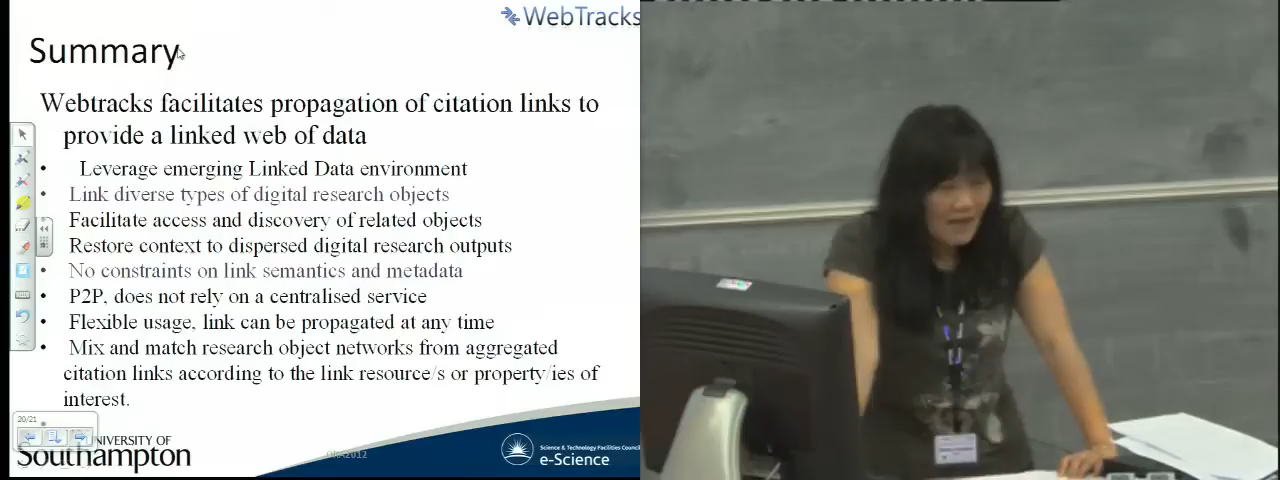 WebTracks
Summary
Webtracks facilitates propagation of citation links to
provide a linked web of data
• Leverage emerging Linked Data environment
• Link diverse types of digital research objects
• Facilitate access and discovery of related objects
Restore context to dispersed digital research outputs
• No constraints on link semantics and metadata
• P2P, does not rely on a centralised service
• Flexible usage, link can be propagated at any time
• Mix and match research object networks from aggregated
citation links according to the link resource/s or property/ies of
interest.
20/21
UNIVERSITY OF
Southampton
Science & Technology Facilities Counci
e-Science